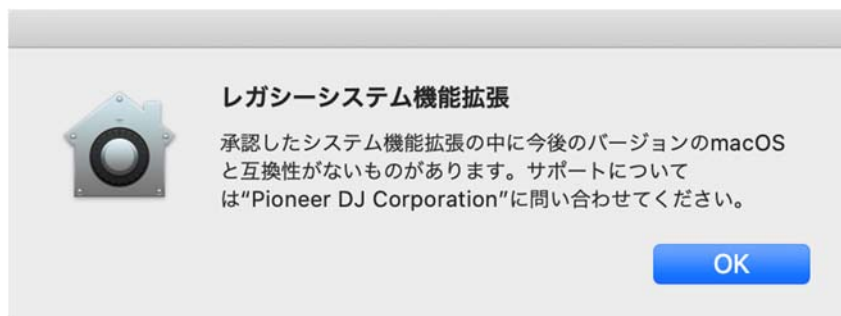 レガシーシステム機能拡張
承認したシステム機能拡張の中に今後のバージョンのmacOS
と互換性がないものがあります。サポートについて
は“Pioneer DJ Corporation”に問い合わせてください。
OK